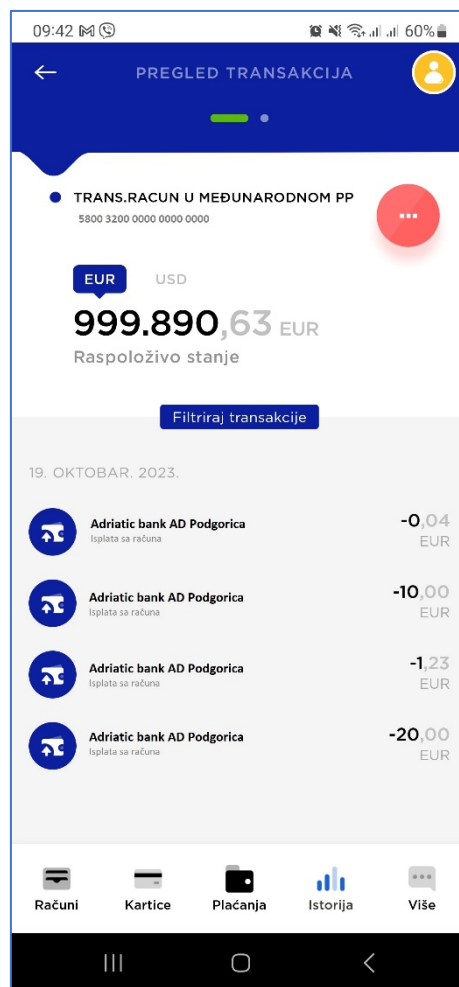 09:42 60%
PREGLED TRANSAKCIJA
TRANS.RACUN U MEĐUNARODNOM PP
5800 3200 0000 0000 0000
EUR USD
999.890,63 EUR
Raspoloživo stanje
Filtriraj transakcije
19. OKTOBAR. 2023.
Adriatic bank AD Podgorica -0,04
Isplata sa računa EUR
Adriatic bank AD Podgorica -10,00
Isplata sa računa EUR
Adriatic bank AD Podgorica -1,23
Isplata sa računa EUR
Adriatic bank AD Podgorica -20,00
Isplata sa računa EUR
Računi Kartice Plaćanja Istorija Više